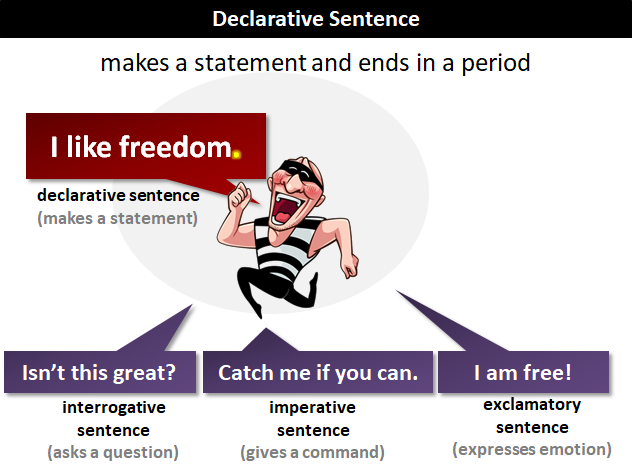 Declarative Sentence
makes a statement and ends in a period
I like freedom.
declarative sentence
(makes a statement)
Isn’t this great?
interrogative
sentence
(asks a question)
Catch me if you can.
imperative
sentence
(gives a command)
I am free!
exclamatory
sentence
(expresses emotion)